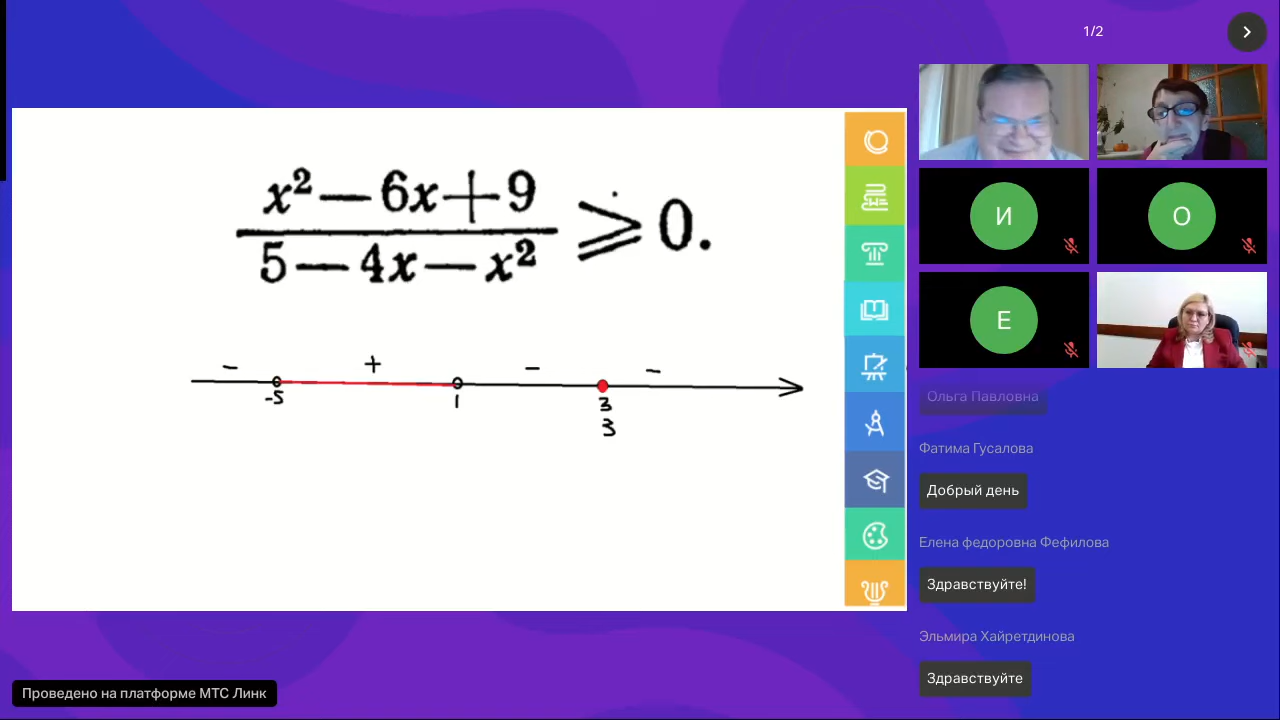 1/2
x² − 6x + 9
5 − 4x − x²
⩾ 0.
− + − −
-5 1 3
3
И
О
Е
Ольга Павловна
Фатима Гусалова
Добрый день
Елена федоровна Фефилова
Здравствуйте!
Эльмира Хайретдинова
Здравствуйте
Проведено на платформе МТС Линк